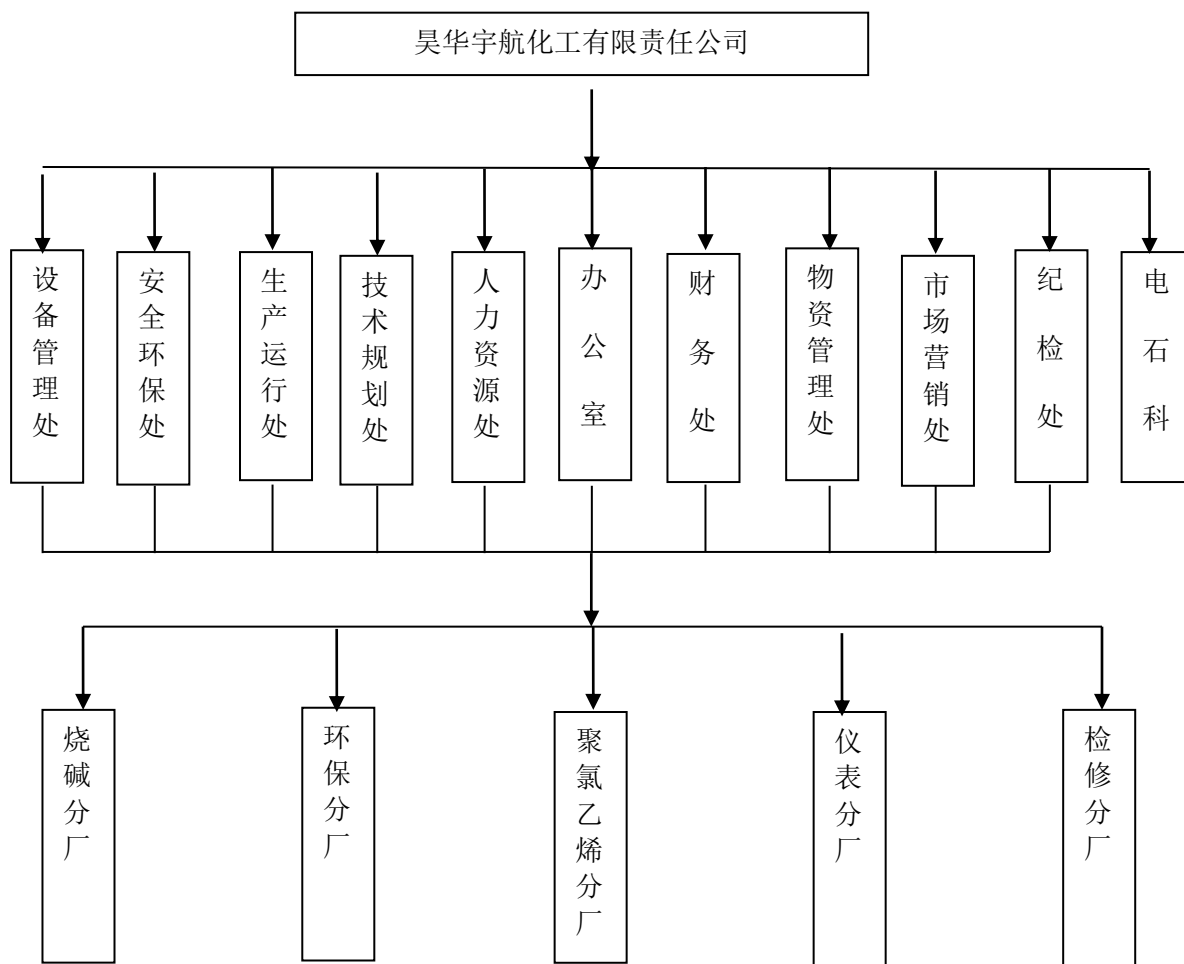 昊华宇航化工有限责任公司
设备管理处
安全环保处
生产运行处
技术规划处
人力资源处
办公室
财务处
物资管理处
市场营销处
纪检处
电石科
烧碱分厂
环保分厂
聚氯乙烯分厂
仪表分厂
检修分厂